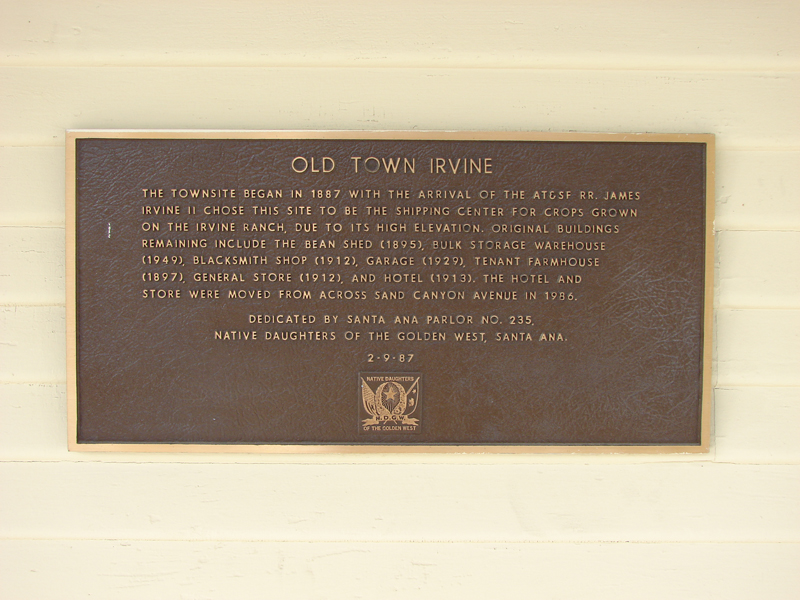 OLD TOWN IRVINE
THE TOWNSITE BEGAN IN 1887 WITH THE ARRIVAL OF THE AT&SF RR. JAMES
IRVINE II CHOSE THIS SITE TO BE THE SHIPPING CENTER FOR CROPS GROWN
ON THE IRVINE RANCH, DUE TO ITS HIGH ELEVATION. ORIGINAL BUILDINGS
REMAINING INCLUDE THE BEAN SHED (1895), BULK STORAGE WAREHOUSE
(1949), BLACKSMITH SHOP (1912), GARAGE (1929), TENANT FARMHOUSE
(1897), GENERAL STORE (1912), AND HOTEL (1913). THE HOTEL AND
STORE WERE MOVED FROM ACROSS SAND CANYON AVENUE IN 1986.
DEDICATED BY SANTA ANA PARLOR NO. 235.
NATIVE DAUGHTERS OF THE GOLDEN WEST, SANTA ANA.
2-9-87
NATIVE DAUGHTERS
N.D.G.W.
OF THE GOLDEN WEST